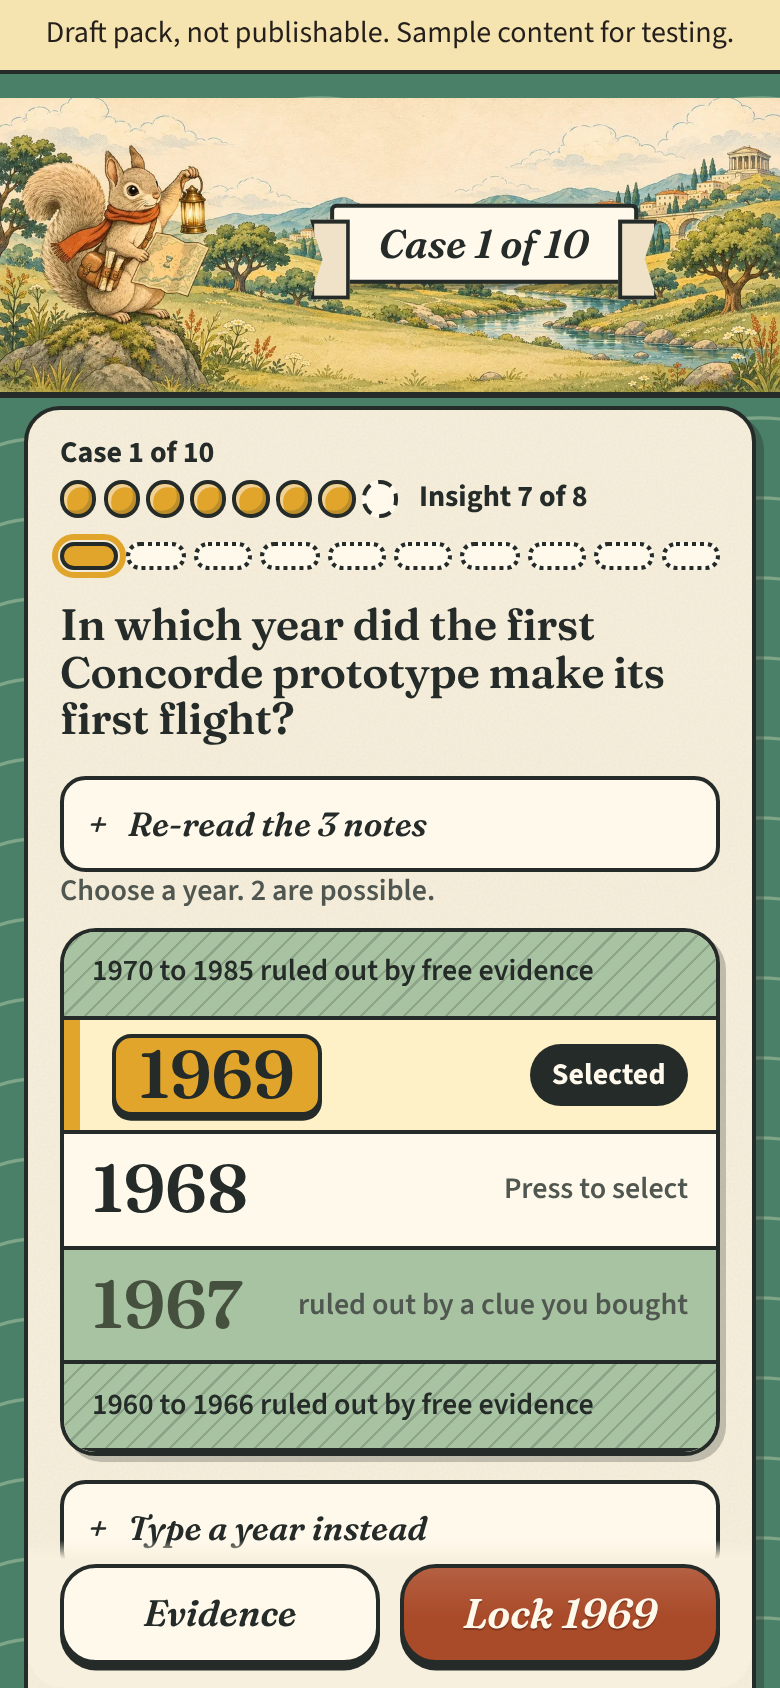 Draft pack, not publishable. Sample content for testing.
Case 1 of 10
Case 1 of 10
Insight 7 of 8
In which year did the first
Concorde prototype make its
first flight?
+ Re-read the 3 notes
Choose a year. 2 are possible.
1970 to 1985 ruled out by free evidence
1969 Selected
1968 Press to select
1967 ruled out by a clue you bought
1960 to 1966 ruled out by free evidence
+ Type a year instead
Evidence Lock 1969